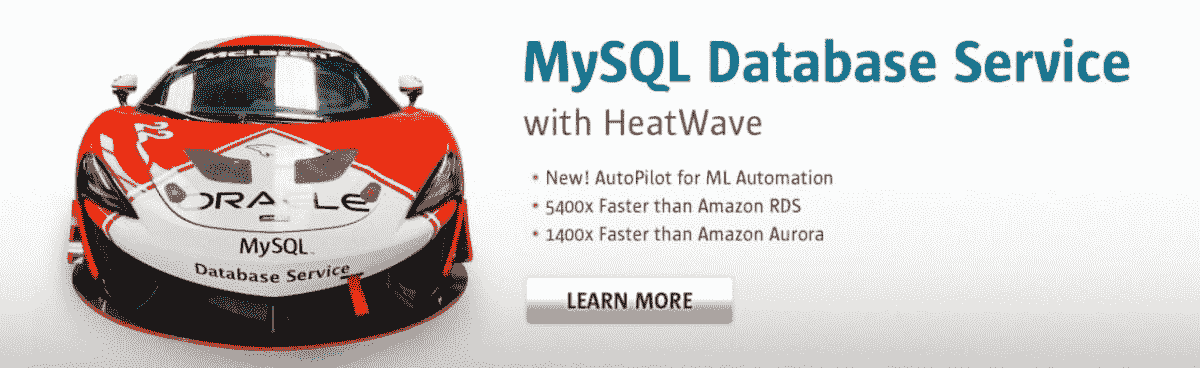 ORACLE
MySQL™
Database Service
MySQL Database Service
with HeatWave
• New! AutoPilot for ML Automation
• 5400x Faster than Amazon RDS
• 1400x Faster than Amazon Aurora
LEARN MORE